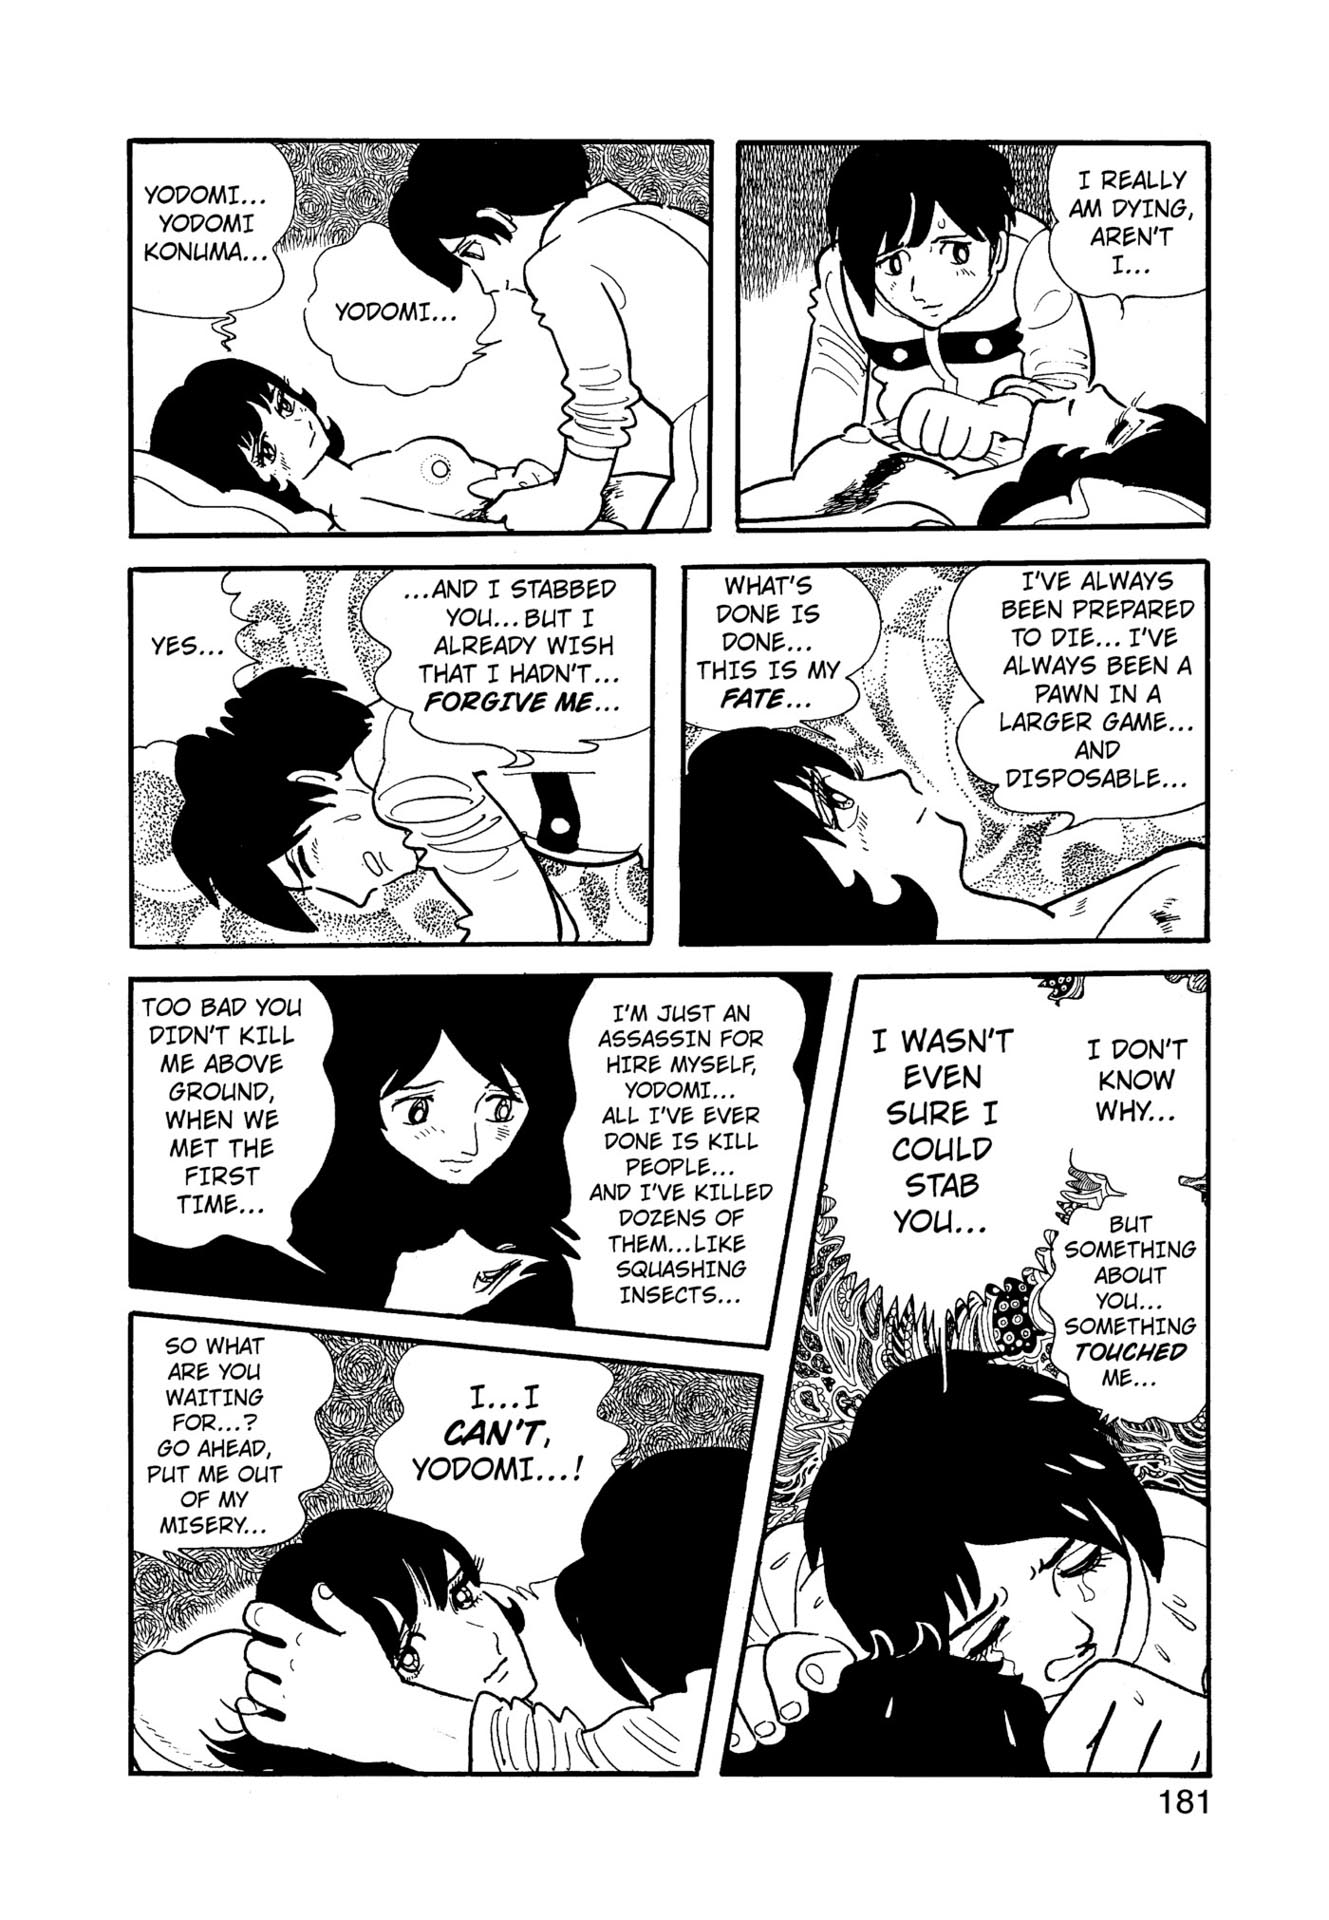 YODOMI...
YODOMI
KONUMA...
YODOMI...
I REALLY
AM DYING,
AREN'T
I...
YES...
...AND I STABBED
YOU...BUT I
ALREADY WISH
THAT I HADN'T...
FORGIVE ME...
WHAT'S
DONE IS
DONE...
THIS IS MY
FATE...
I'VE ALWAYS
BEEN PREPARED
TO DIE... I'VE
ALWAYS BEEN A
PAWN IN A
LARGER GAME...
AND
DISPOSABLE...
TOO BAD YOU
DIDN'T KILL
ME ABOVE
GROUND,
WHEN WE
MET THE
FIRST
TIME...
I'M JUST AN
ASSASSIN FOR
HIRE MYSELF,
YODOMI...
ALL I'VE EVER
DONE IS KILL
PEOPLE...
AND I'VE KILLED
DOZENS OF
THEM...LIKE
SQUASHING
INSECTS...
SO WHAT
ARE YOU
WAITING
FOR...?
GO AHEAD,
PUT ME OUT
OF MY
MISERY...
I...I
CAN'T,
YODOMI...!
I WASN'T
EVEN
SURE I
COULD
STAB
YOU...
I DON'T
KNOW
WHY...
BUT
SOMETHING
ABOUT
YOU...
SOMETHING
TOUCHED
ME...
181